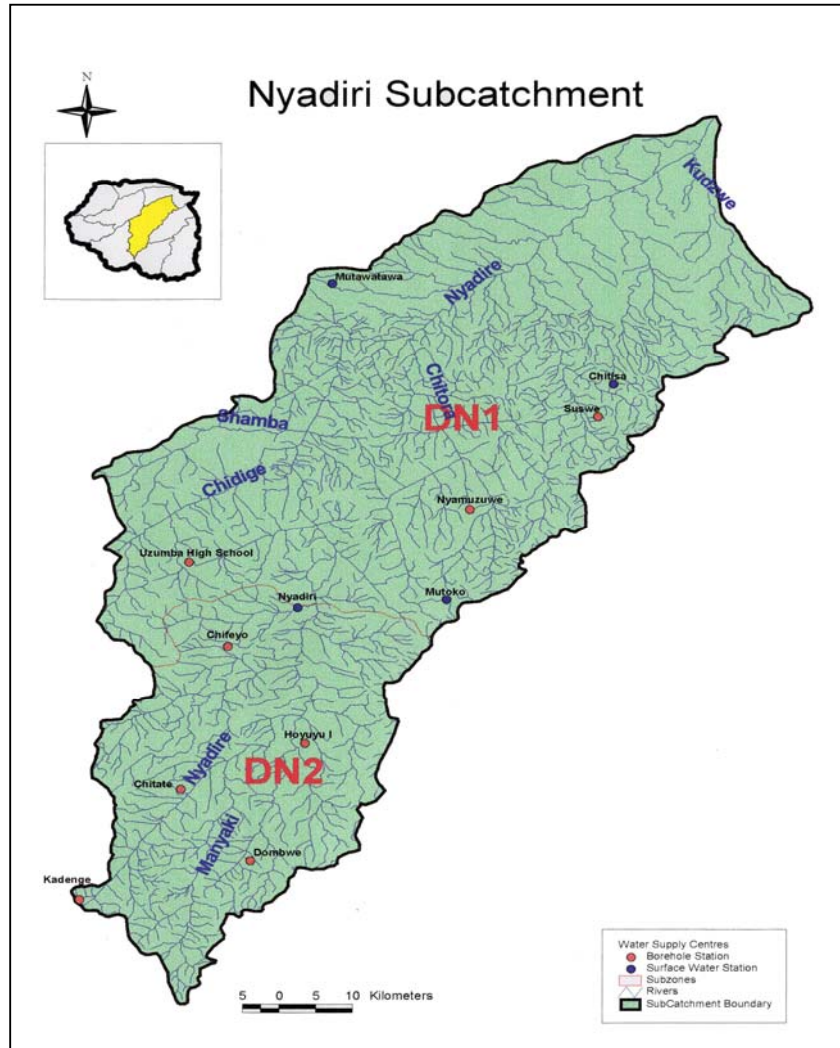 Nyadiri Subcatchment
N
Kudzwe
Mutawatawa
Nyadire
Chitora
Chitisa
Suswe
DN1
Shamba
Chidige
Nyamuzuwe
Uzumba High School
Nyadiri
Mutoko
Chifeyo
Hoyuyu I
Nyadire
DN2
Chitate
Manyaki
Dombwe
Kadenge
5 0 5 10 Kilometers
Water Supply Centres
Borehole Station
Surface Water Station
Subzones
Rivers
SubCatchment Boundary